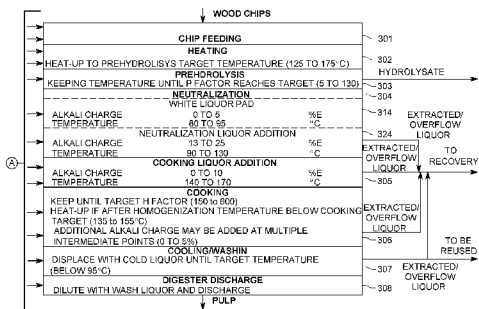 WOOD CHIPS
CHIP FEEDING
301
HEATING
HEAT-UP TO PREHYDROLISYS TARGET TEMPERATURE (125 TO 175°C)
302
PREHDROLYSIS
KEEPING TEMPERATURE UNTIL P FACTOR REACHES TARGET (5 TO 130)
303
HYDROLYSATE
NEUTRALIZATION
304
WHITE LIQUOR PAD
314
ALKALI CHARGE 0 TO 5 %E
TEMPERATURE 80 TO 95 °C
NEUTRALIZATION LIQUOR ADDITION
324
ALKALI CHARGE 13 TO 25 %E
TEMPERATURE 90 TO 130 °C
EXTRACTED/
OVERFLOW
LIQUOR
EXTRACTED/
OVERFLOW
LIQUOR
TO
RECOVERY
A
COOKING LIQUOR ADDITION
ALKALI CHARGE 0 TO 10 %E
TEMPERATURE 140 TO 170 °C
305
COOKING
KEEP UNTIL TARGET H FACTOR (150 to 600)
HEAT-UP IF AFTER HOMOGENIZATION TEMPERATURE BELOW COOKING
TARGET (135 to 155°C)
ADDITIONAL ALKALI CHARGE MAY BE ADDED AT MULTIPLE
INTERMEDIATE POINTS (0 TO 5%)
306
EXTRACTED/
OVERFLOW
LIQUOR
COOLING/WASHIN
DISPLACE WITH COLD LIQUOR UNTIL TARGET TEMPERATURE
(BELOW 95°C)
307
TO BE
REUSED
EXTRACTED/
OVERFLOW
LIQUOR
DIGESTER DISCHARGE
DILUTE WITH WASH LIQUOR AND DISCHARGE
308
PULP